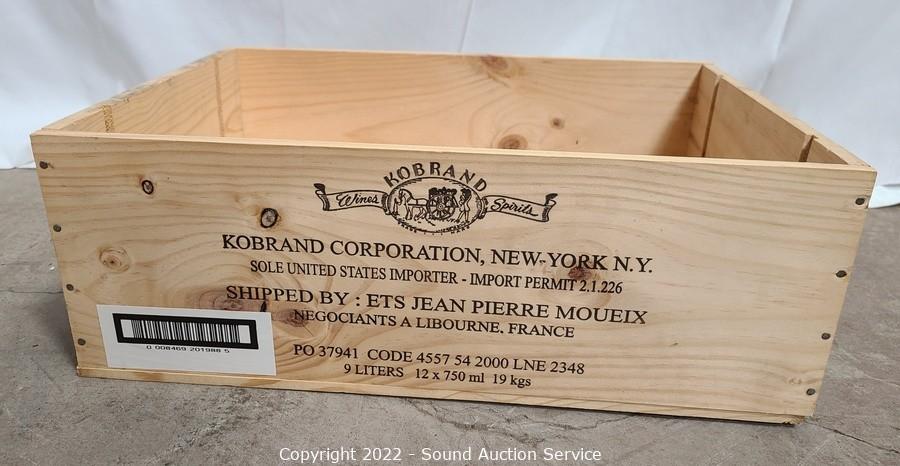 KOBRAND
Wines Spirits
KOBRAND CORPORATION, NEW-YORK N.Y.
SOLE UNITED STATES IMPORTER - IMPORT PERMIT 2.1.226
SHIPPED BY : ETS JEAN PIERRE MOUEIX
NEGOCIANTS A LIBOURNE. FRANCE
0 008469 201988 5
PO 37941 CODE 4557 54 2000 LNE 2348
9 LITERS 12 x 750 ml 19 kgs
Copyright 2022 - Sound Auction Service